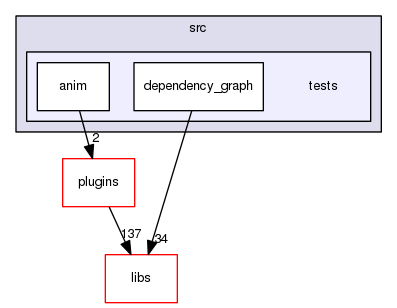 src
anim
dependency_graph
tests
2
plugins
137
34
libs